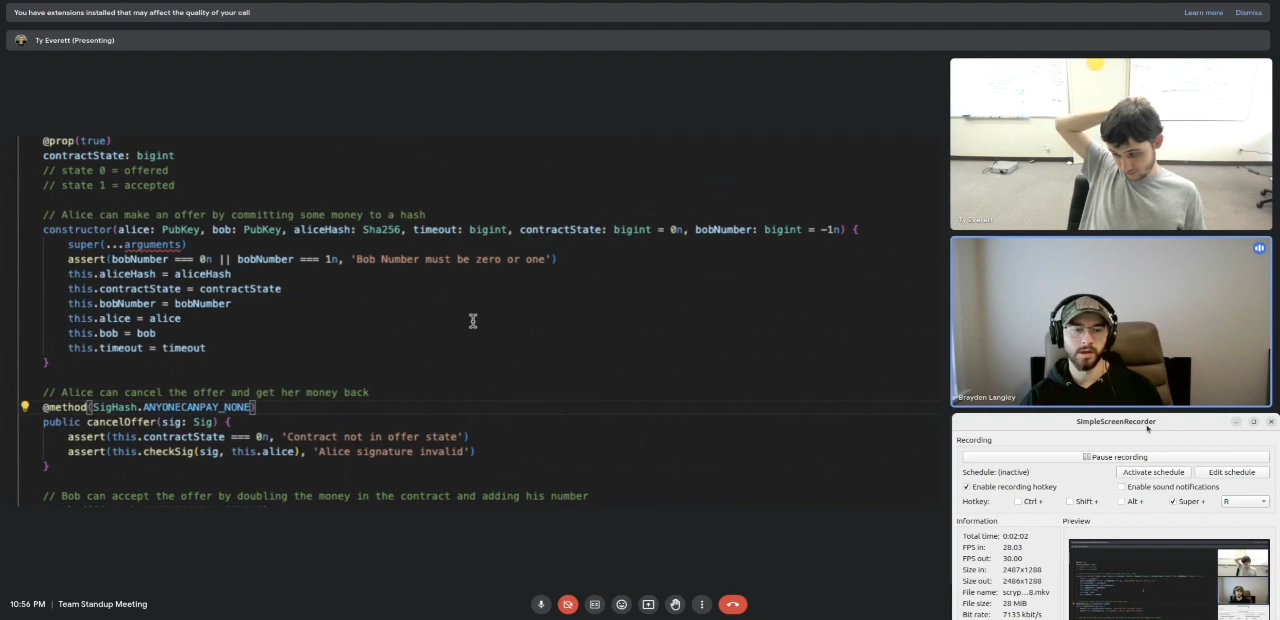 You have extensions installed that may affect the quality of your call
Learn more
Dismiss
Ty Everett (Presenting)
@prop(true)
contractState: bigint
// state 0 = offered
// state 1 = accepted
// Alice can make an offer by committing some money to a hash
constructor(alice: PubKey, bob: PubKey, aliceHash: Sha256, timeout: bigint, contractState: bigint = 0n, bobNumber: bigint = -1n) {
super(...arguments)
assert(bobNumber === 0n || bobNumber === 1n, 'Bob Number must be zero or one')
this.aliceHash = aliceHash
this.contractState = contractState
this.bobNumber = bobNumber
this.alice = alice
this.bob = bob
this.timeout = timeout
}
// Alice can cancel the offer and get her money back
@method(SigHash.ANYONECANPAY_NONE)
public cancelOffer(sig: Sig) {
assert(this.contractState === 0n, 'Contract not in offer state')
assert(this.checkSig(sig, this.alice), 'Alice signature invalid')
}
// Bob can accept the offer by doubling the money in the contract and adding his number
Ty Everett
Brayden Langley
SimpleScreenRecorder
Recording
Pause recording
Schedule: (inactive)
Activate schedule
Edit schedule
Enable recording hotkey
Enable sound notifications
Hotkey:
Ctrl +
Shift +
Alt +
Super +
R
Information
Preview
Total time: 0:02:02
FPS in: 28.03
FPS out: 30.00
Size in: 2487x1288
Size out: 2486x1288
File name: scryp...8.mkv
File size: 28 MiB
Bit rate: 7135 kbit/s
10:56 PM | Team Standup Meeting